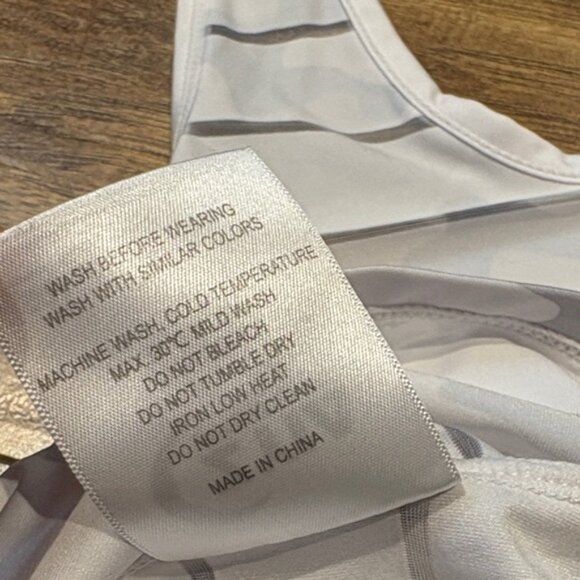 WASH BEFORE WEARING
WASH WITH SIMILAR COLORS
MACHINE WASH, COLD TEMPERATURE
MAX. 30°C MILD WASH
DO NOT BLEACH
DO NOT TUMBLE DRY
IRON LOW HEAT
DO NOT DRY CLEAN
MADE IN CHINA